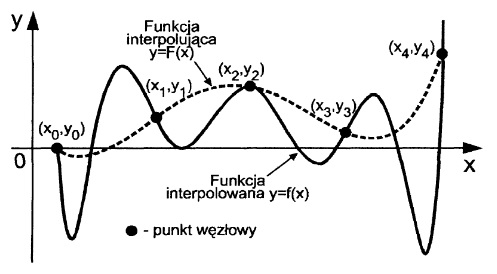 y
Funkcja
interpolująca
y=F(x)
(x₀,y₀)
(x₁,y₁)
(x₂,y₂)
(x₃,y₃)
(x₄,y₄)
0
x
Funkcja
interpolowana y=f(x)
- punkt węzłowy